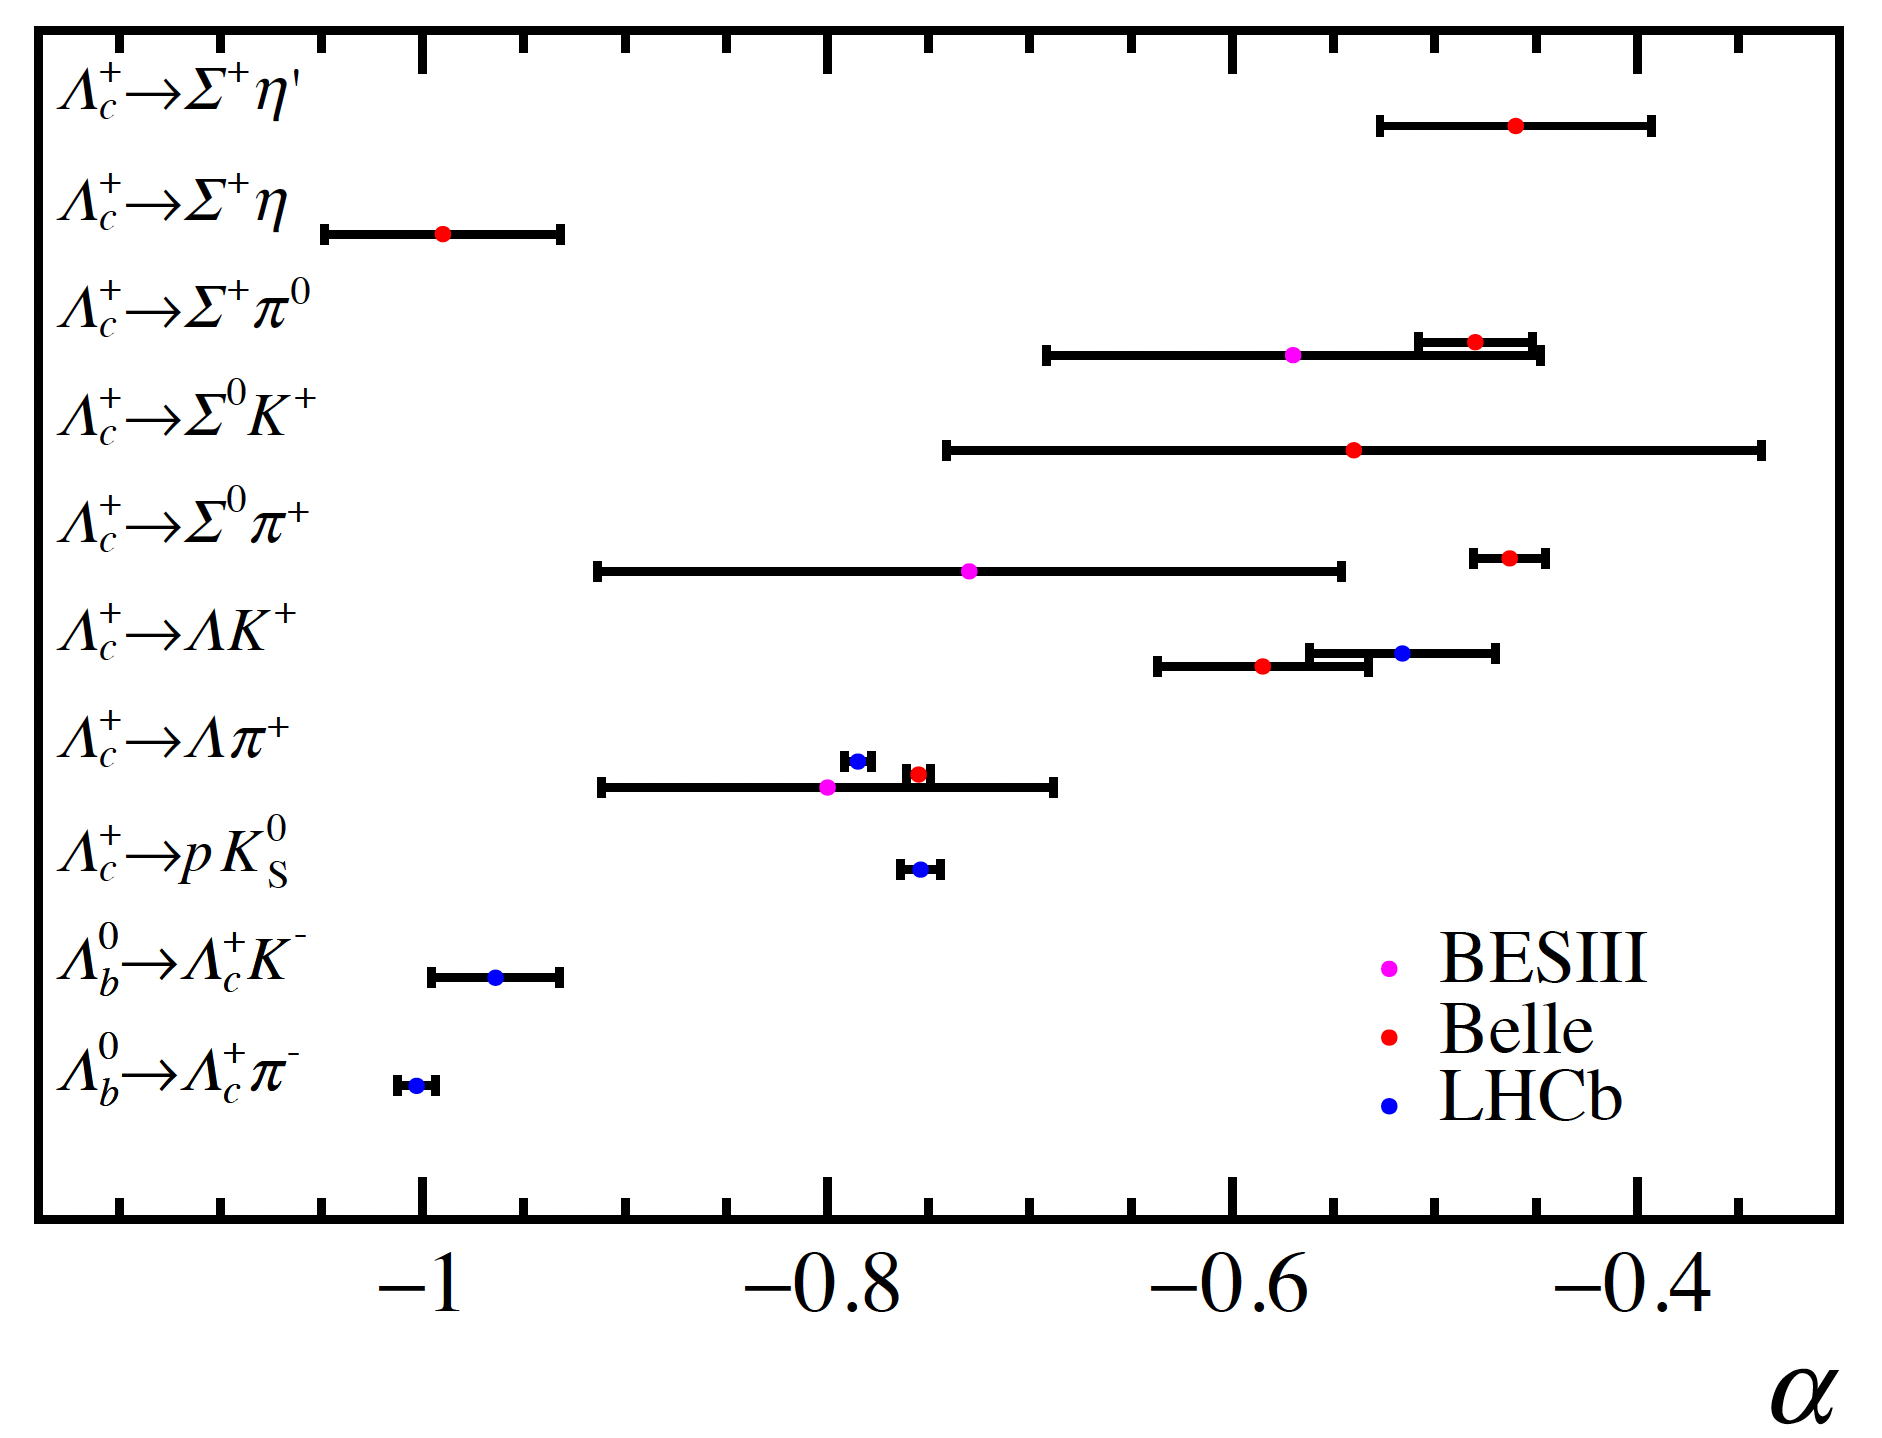 Λc+→Σ+η'
Λc+→Σ+η
Λc+→Σ+π0
Λc+→Σ0K+
Λc+→Σ0π+
Λc+→ΛK+
Λc+→Λπ+
Λc+→pKS0
Λb0→Λc+K-
Λb0→Λc+π-
BESIII
Belle
LHCb
−1 −0.8 −0.6 −0.4
α